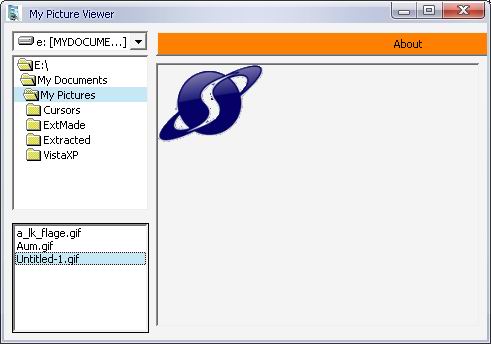 My Picture Viewer
e: [MYDOCUME...]
About
E:\
My Documents
My Pictures
Cursors
ExtMade
Extracted
VistaXP
a_lk_flage.gif
Aum.gif
Untitled-1.gif